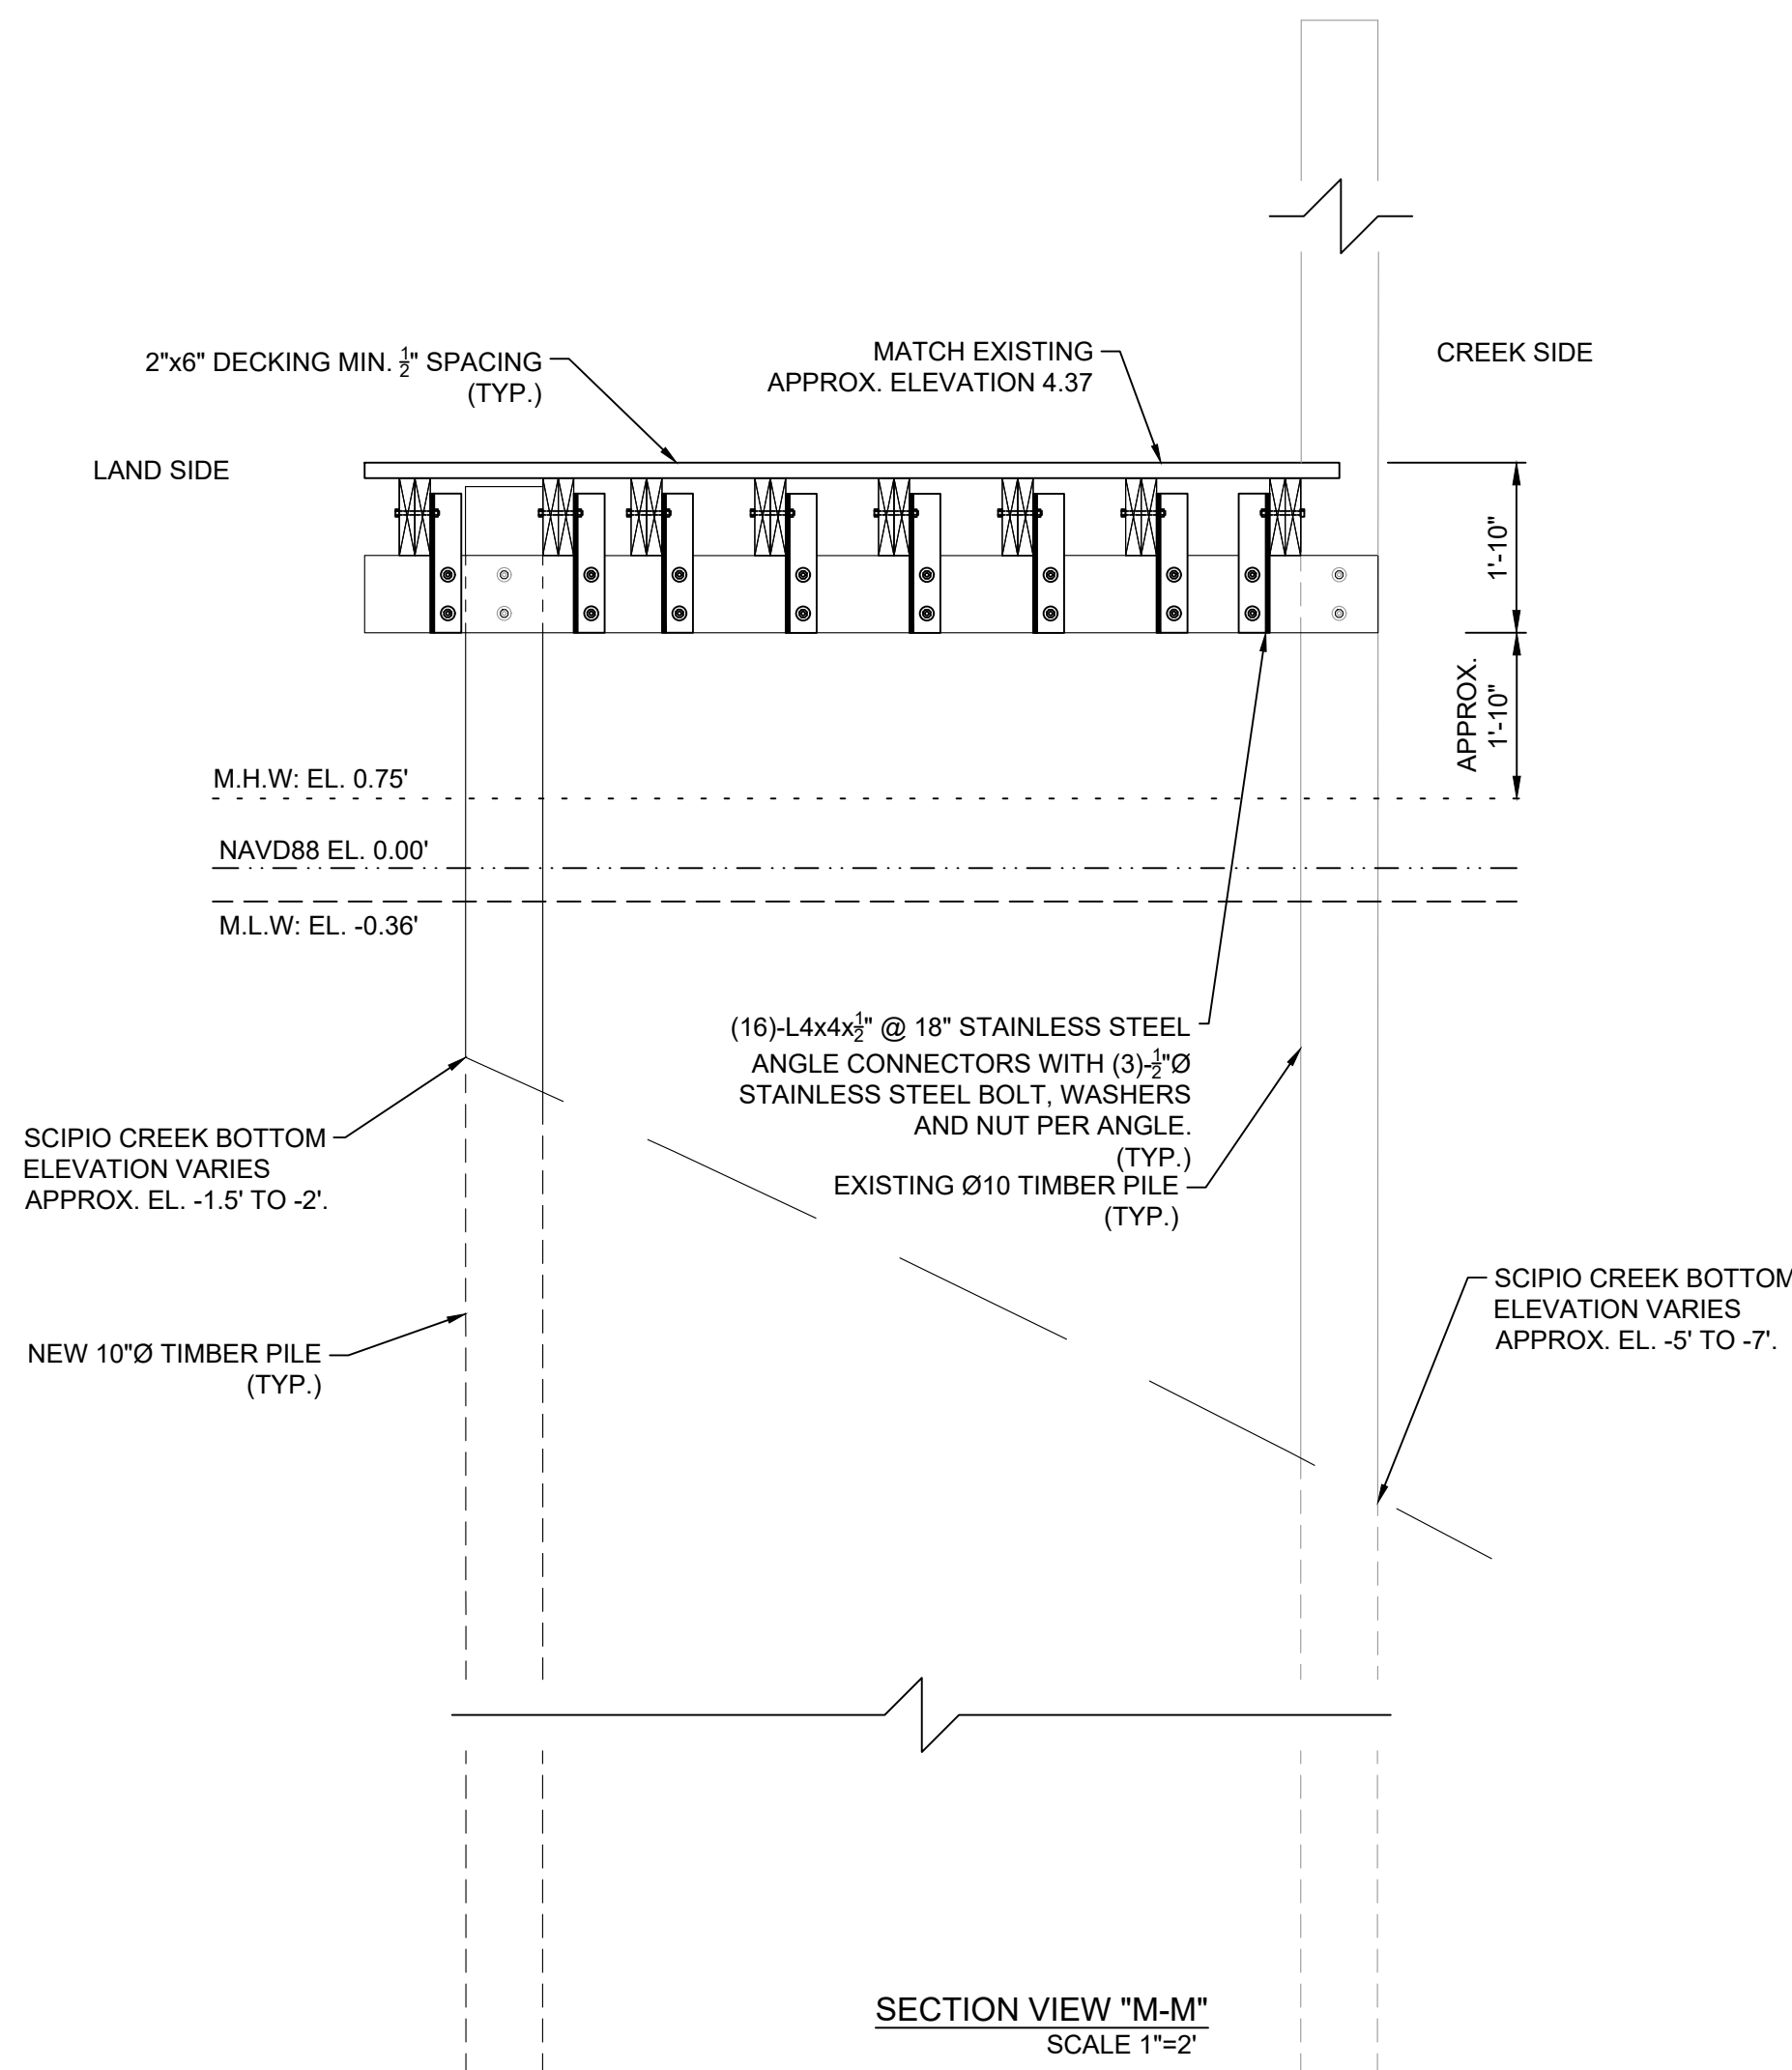 2"x6" DECKING MIN. 1/2" SPACING
(TYP.)
MATCH EXISTING
APPROX. ELEVATION 4.37
CREEK SIDE
LAND SIDE
1'-10"
APPROX.
1'-10"
M.H.W: EL. 0.75'
NAVD88 EL. 0.00'
M.L.W: EL. -0.36'
(16)-L4x4x1/2" @ 18" STAINLESS STEEL
ANGLE CONNECTORS WITH (3)-1/2"Ø
STAINLESS STEEL BOLT, WASHERS
AND NUT PER ANGLE.
(TYP.)
SCIPIO CREEK BOTTOM
ELEVATION VARIES
APPROX. EL. -1.5' TO -2'.
EXISTING Ø10 TIMBER PILE
(TYP.)
SCIPIO CREEK BOTTOM
ELEVATION VARIES
APPROX. EL. -5' TO -7'.
NEW 10"Ø TIMBER PILE
(TYP.)
SECTION VIEW "M-M"
SCALE 1"=2'